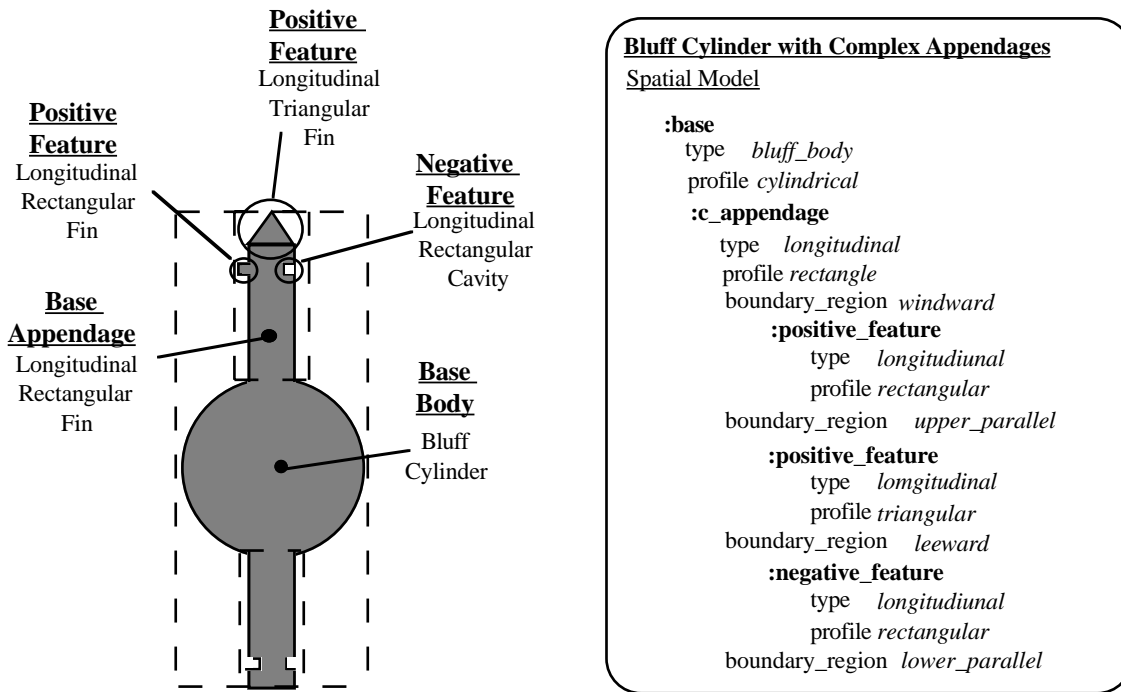 Positive
Feature
Longitudinal
Triangular
Fin
Positive
Feature
Longitudinal
Rectangular
Fin
Negative
Feature
Longitudinal
Rectangular
Cavity
Base
Appendage
Longitudinal
Rectangular
Fin
Base
Body
Bluff
Cylinder
Bluff Cylinder with Complex Appendages
Spatial Model
:base
type bluff_body
profile cylindrical
:c_appendage
type longitudinal
profile rectangle
boundary_region windward
:positive_feature
type longitudiunal
profile rectangular
boundary_region upper_parallel
:positive_feature
type lomgitudinal
profile triangular
boundary_region leeward
:negative_feature
type longitudiunal
profile rectangular
boundary_region lower_parallel